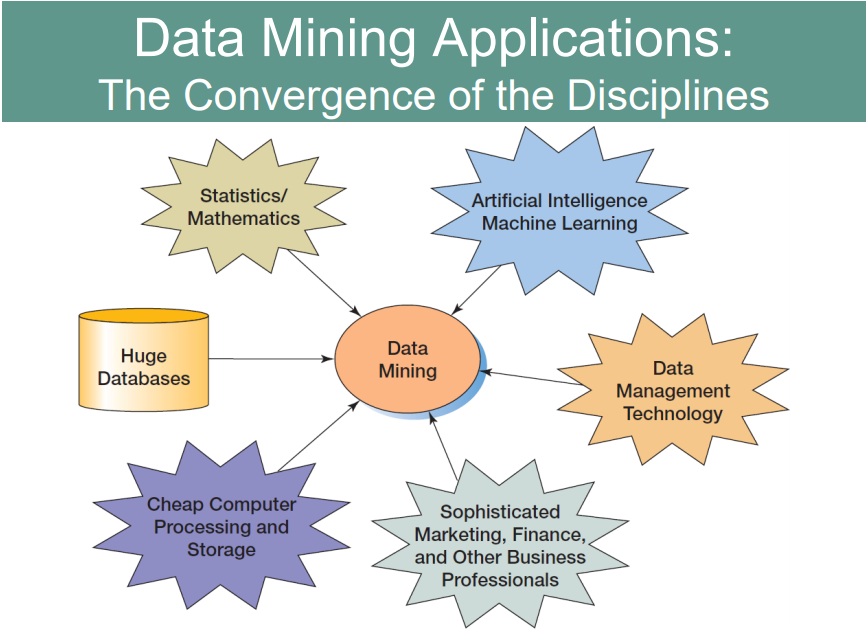 Data Mining Applications:
The Convergence of the Disciplines
Statistics/
Mathematics
Artificial Intelligence
Machine Learning
Huge
Databases
Data
Mining
Data
Management
Technology
Cheap Computer
Processing and
Storage
Sophisticated
Marketing, Finance,
and Other Business
Professionals